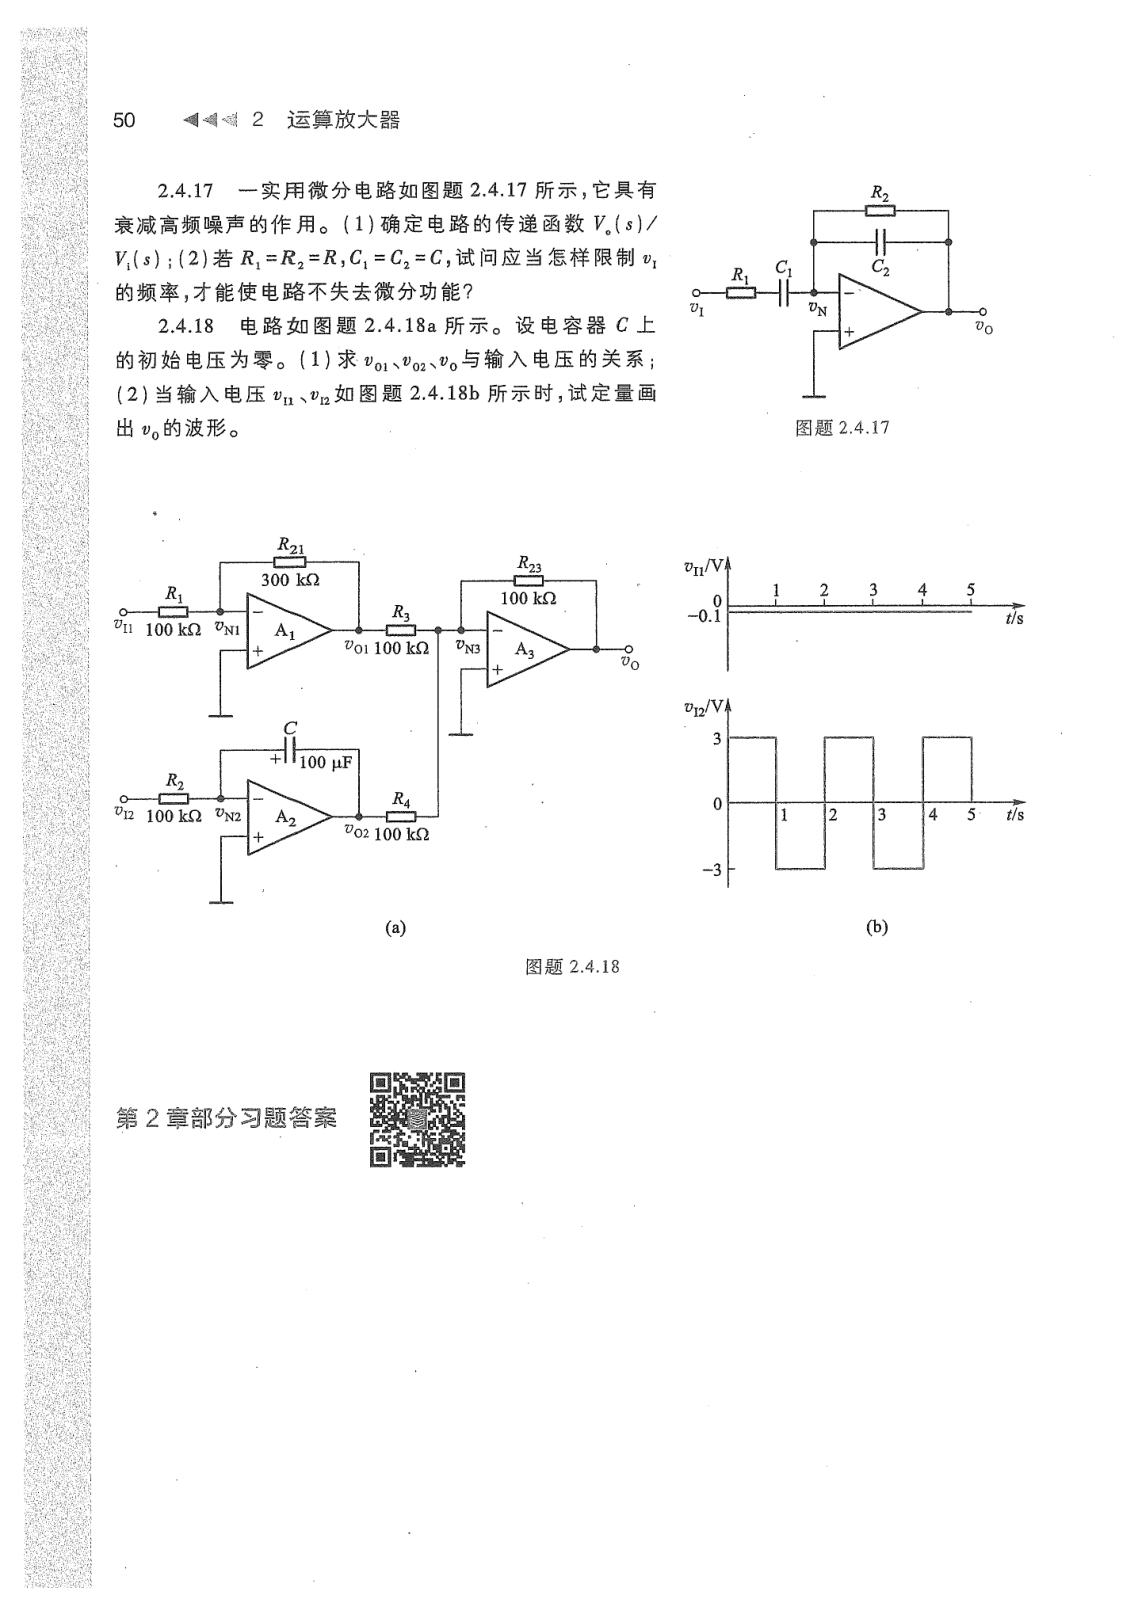 50 2 运算放大器
2.4.17 一实用微分电路如图题 2.4.17 所示,它具有
衰减高频噪声的作用。(1)确定电路的传递函数 Vo(s)/
Vi(s);(2)若 R1=R2=R,C1=C2=C,试问应当怎样限制 vI
的频率,才能使电路不失去微分功能?
2.4.18 电路如图题 2.4.18a 所示。设电容器 C 上
的初始电压为零。(1)求 vO1、vO2、vo与输入电压的关系;
(2)当输入电压 vI1、vI2如图题 2.4.18b 所示时,试定量画
出 vo的波形。
R2
C2
R1
C1
vI
vN
−
+
vO
图题 2.4.17
R21
300 kΩ
R1
vI1 100 kΩ vN1
−
+
A1
R3
vO1 100 kΩ
R23
100 kΩ
vN3
−
+
A3
vO
C
+
100 μF
R2
vI2 100 kΩ vN2
−
+
A2
R4
vO2 100 kΩ
(a)
vI1/V
1 2 3 4 5
0
−0.1
t/s
vI2/V
3
0
1 2 3 4 5 t/s
−3
(b)
图题 2.4.18
第 2 章部分习题答案